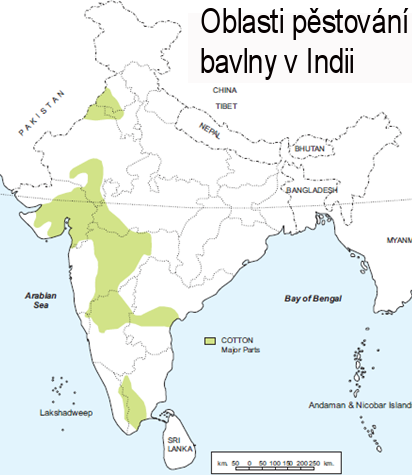 Oblasti pěstování
bavlny v Indii
CHINA
TIBET
PAKISTAN
NEPAL
BHUTAN
BANGLADESH
MYANM
Arabian
Sea
Bay of Bengal
COTTON
Major Parts
Lakshadweep
Andaman & Nicobar Islands
SRI
LANKA
km. 50 0 50 100 150 200 250 km.